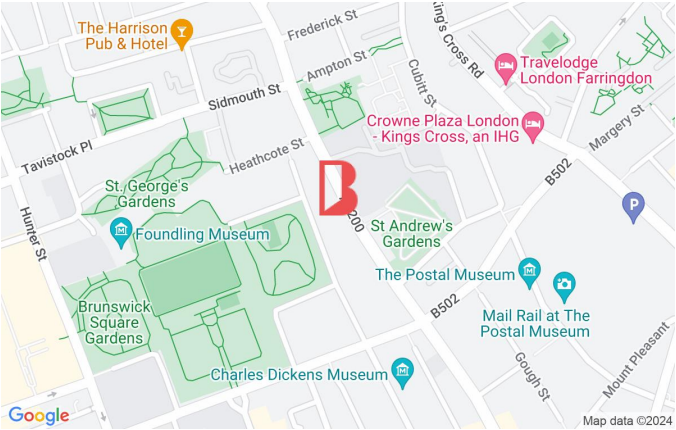 The Harrison
Pub & Hotel
Frederick St
King's Cross Rd
Ampton St
Cubitt St
Travelodge
London Farringdon
Sidmouth St
Crowne Plaza London
- Kings Cross, an IHG
Margery St
Tavistock Pl
Heathcote St
B502
St. George's
Gardens
Hunter St
Foundling Museum
B
200
St Andrew's
Gardens
P
The Postal Museum
Brunswick
Square
Gardens
B502
Mail Rail at The
Postal Museum
Charles Dickens Museum
Gough St
Mount Pleasant
Google
Map data ©2024